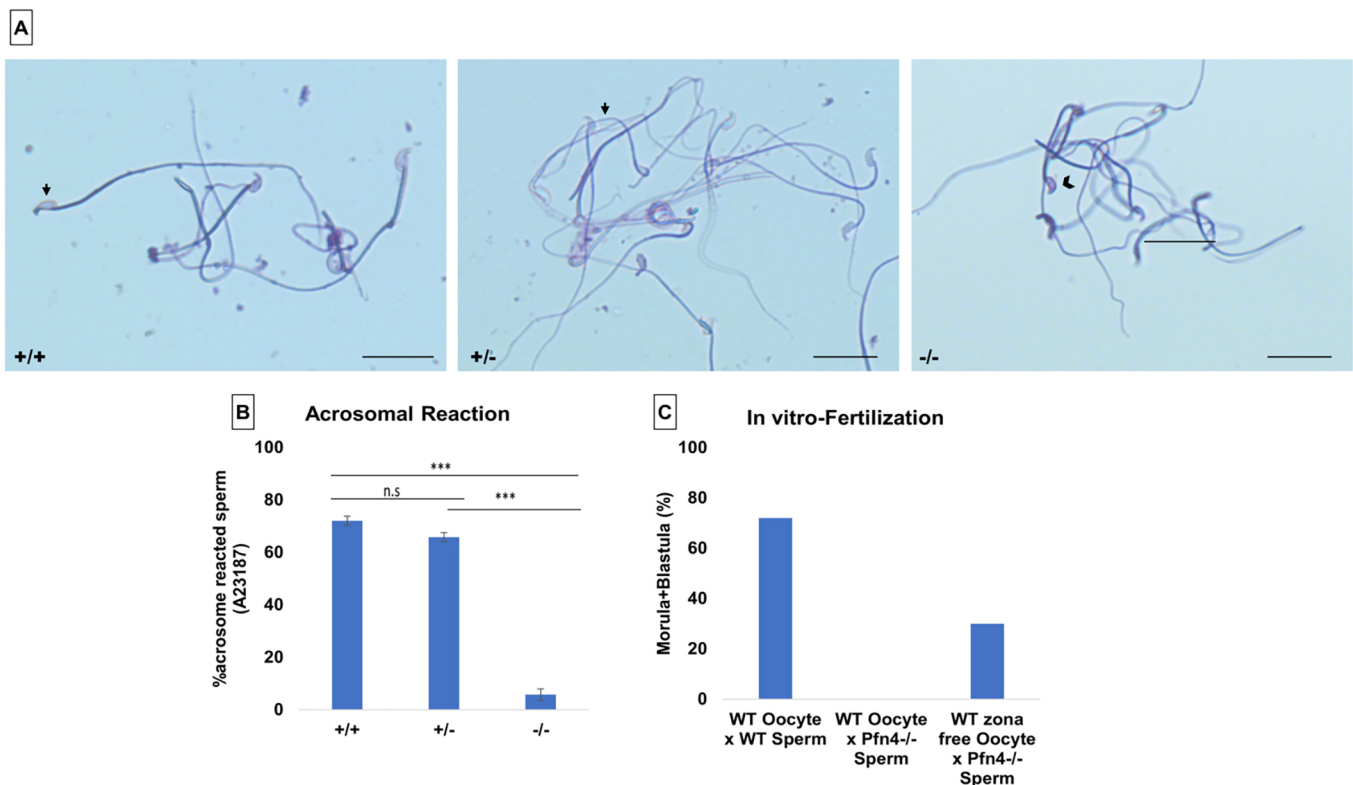 A
+/+
+/-
-/-
B
Acrosomal Reaction
%acrosome reacted sperm
(A23187)
100
80
60
40
20
0
***
n.s
***
+/+
+/-
-/-
C
In vitro-Fertilization
Morula+Blastula (%)
100
80
60
40
20
0
WT Oocyte
x WT Sperm
WT Oocyte
x Pfn4-/-
Sperm
WT zona
free Oocyte
x Pfn4-/-
Sperm